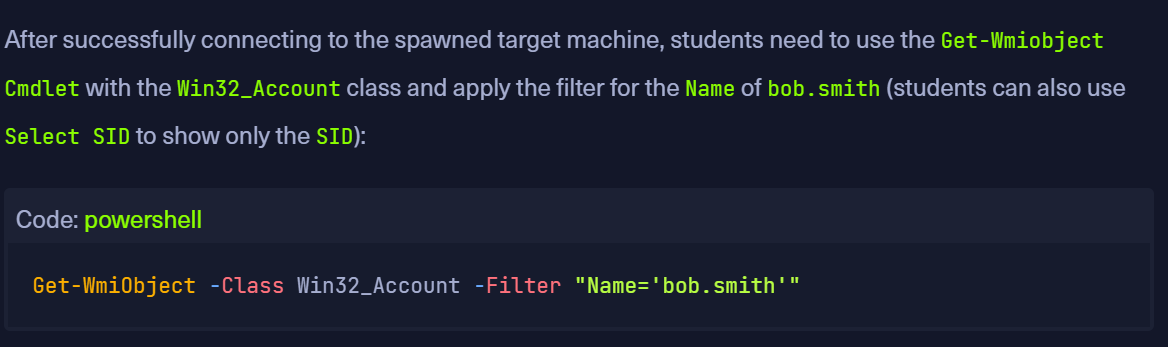 After successfully connecting to the spawned target machine, students need to use the Get-Wmiobject
Cmdlet with the Win32_Account class and apply the filter for the Name of bob.smith (students can also use
Select SID to show only the SID):
Code: powershell
Get-WmiObject -Class Win32_Account -Filter "Name='bob.smith'"